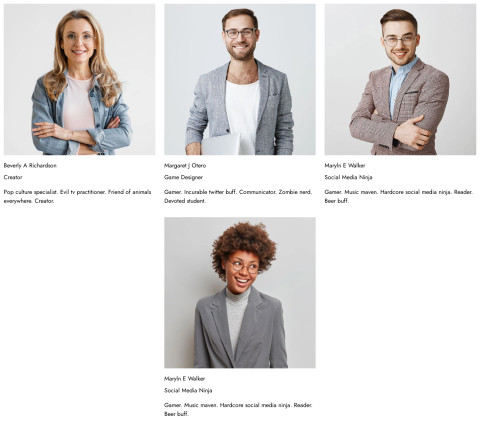 Beverly A Richardson
Creator
Pop culture specialist. Evil tv practitioner. Friend of animals
everywhere. Creator.
Margaret J Otero
Game Designer
Gamer. Incurable twitter buff. Communicator. Zombie nerd.
Devoted student.
Maryln E Walker
Social Media Ninja
Gamer. Music maven. Hardcore social media ninja. Reader.
Beer buff.
Maryln E Walker
Social Media Ninja
Gamer. Music maven. Hardcore social media ninja. Reader.
Beer buff.